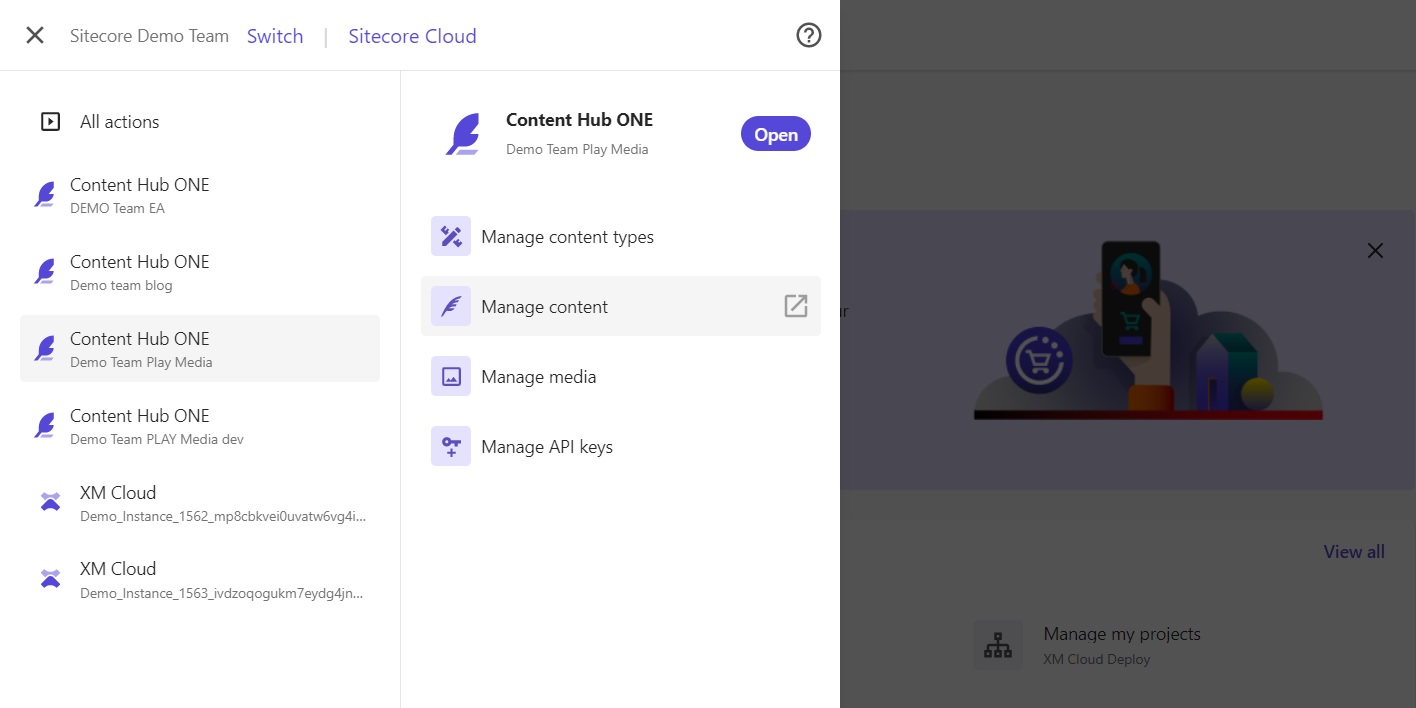 Sitecore Demo Team Switch | Sitecore Cloud
All actions
Content Hub ONE
DEMO Team EA
Content Hub ONE
Demo team blog
Content Hub ONE
Demo Team Play Media
Content Hub ONE
Demo Team PLAY Media dev
XM Cloud
Demo_Instance_1562_mp8cbkvei0uvatw6vg4i...
XM Cloud
Demo_Instance_1563_ivdzoqogukm7eydg4jn...
Content Hub ONE
Demo Team Play Media
Open
Manage content types
Manage content
Manage media
Manage API keys
View all
Manage my projects
XM Cloud Deploy